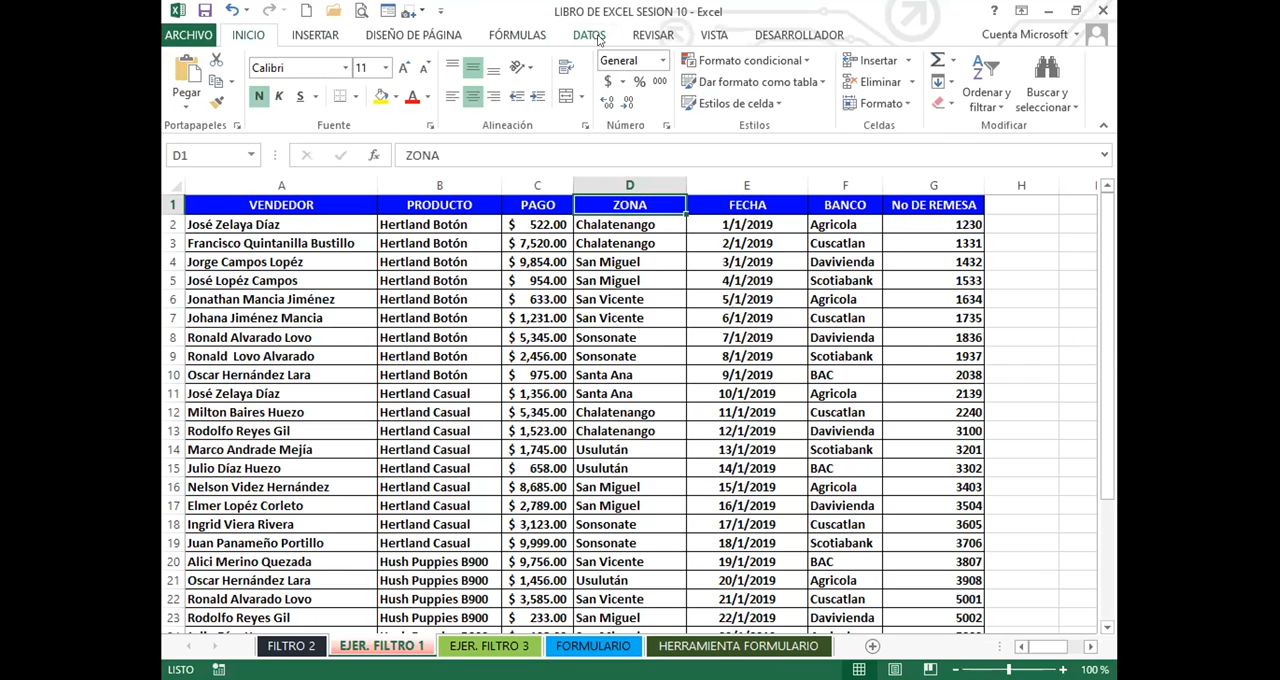 LIBRO DE EXCEL SESION 10 - Excel
ARCHIVO INICIO INSERTAR DISEÑO DE PÁGINA FÓRMULAS DATOS REVISAR VISTA DESARROLLADOR Cuenta Microsoft
Pegar
Portapapeles
Calibri 11
N K S
Fuente
Alineación
General
$ % 000
Número
Formato condicional
Dar formato como tabla
Estilos de celda
Estilos
Insertar
Eliminar
Formato
Celdas
Ordenar y filtrar
Buscar y seleccionar
Modificar
D1 ZONA
A B C D E F G H I
1 VENDEDOR PRODUCTO PAGO ZONA FECHA BANCO No DE REMESA
2 José Zelaya Díaz Hertland Botón $ 522.00 Chalatenango 1/1/2019 Agricola 1230
3 Francisco Quintanilla Bustillo Hertland Botón $ 7,520.00 Chalatenango 2/1/2019 Cuscatlan 1331
4 Jorge Campos Lopéz Hertland Botón $ 9,854.00 San Miguel 3/1/2019 Davivienda 1432
5 José Lopéz Campos Hertland Botón $ 954.00 San Miguel 4/1/2019 Scotiabank 1533
6 Jonathan Mancia Jiménez Hertland Botón $ 633.00 San Vicente 5/1/2019 Agricola 1634
7 Johana Jiménez Mancia Hertland Botón $ 1,231.00 San Vicente 6/1/2019 Cuscatlan 1735
8 Ronald Alvarado Lovo Hertland Botón $ 5,345.00 Sonsonate 7/1/2019 Davivienda 1836
9 Ronald Lovo Alvarado Hertland Botón $ 2,456.00 Sonsonate 8/1/2019 Scotiabank 1937
10 Oscar Hernández Lara Hertland Botón $ 975.00 Santa Ana 9/1/2019 BAC 2038
11 José Zelaya Díaz Hertland Casual $ 1,356.00 Santa Ana 10/1/2019 Agricola 2139
12 Milton Baires Huezo Hertland Casual $ 5,345.00 Chalatenango 11/1/2019 Cuscatlan 2240
13 Rodolfo Reyes Gil Hertland Casual $ 1,523.00 Chalatenango 12/1/2019 Davivienda 3100
14 Marco Andrade Mejía Hertland Casual $ 1,745.00 Usulután 13/1/2019 Scotiabank 3201
15 Julio Díaz Huezo Hertland Casual $ 658.00 Usulután 14/1/2019 BAC 3302
16 Nelson Videz Hernández Hertland Casual $ 8,685.00 San Miguel 15/1/2019 Agricola 3403
17 Elmer Lopéz Corleto Hertland Casual $ 2,789.00 San Miguel 16/1/2019 Davivienda 3504
18 Ingrid Viera Rivera Hertland Casual $ 3,123.00 Sonsonate 17/1/2019 Cuscatlan 3605
19 Juan Panameño Portillo Hertland Casual $ 9,999.00 Sonsonate 18/1/2019 Scotiabank 3706
20 Alici Merino Quezada Hush Puppies B900 $ 9,756.00 San Vicente 19/1/2019 BAC 3807
21 Oscar Hernández Lara Hush Puppies B900 $ 1,456.00 Usulután 20/1/2019 Agricola 3908
22 Ronald Alvarado Lovo Hush Puppies B900 $ 3,585.00 San Vicente 21/1/2019 Cuscatlan 5001
23 Rodolfo Reyes Gil Hush Puppies B900 $ 233.00 San Miguel 22/1/2019 Davivienda 5002
FILTRO 2 EJER. FILTRO 1 EJER. FILTRO 3 FORMULARIO HERRAMIENTA FORMULARIO
LISTO 100 %